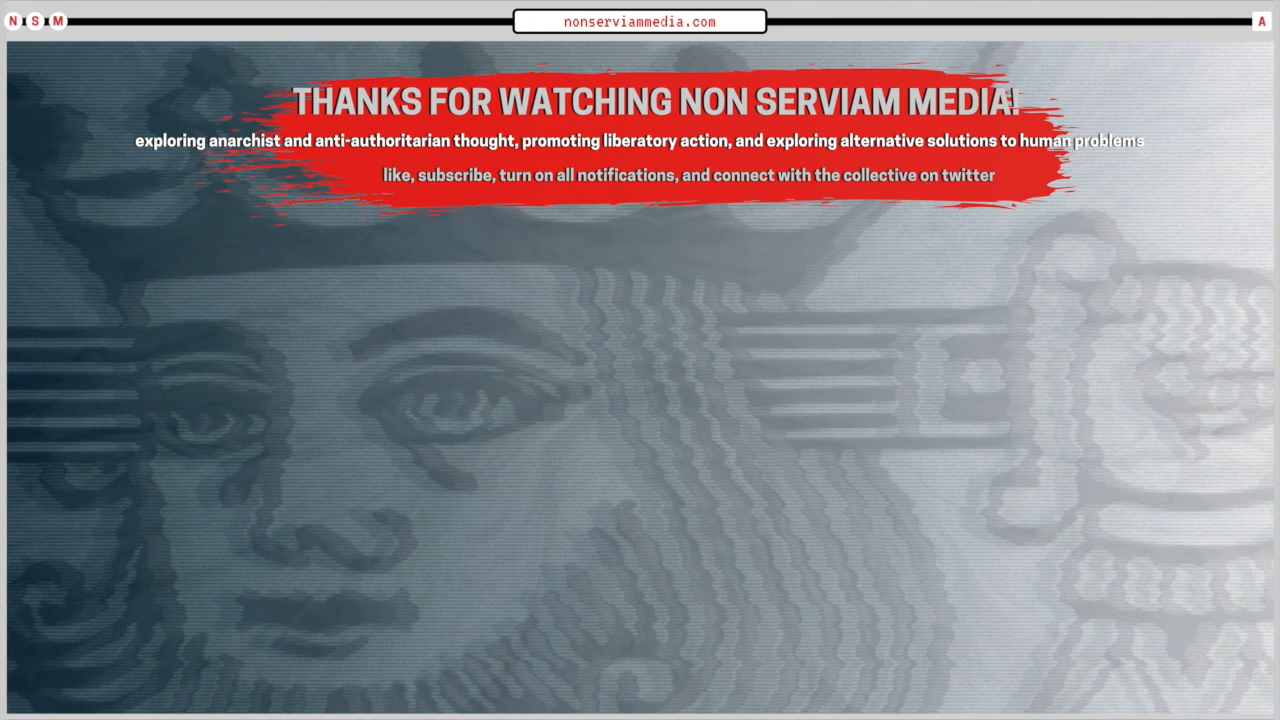 N S M
nonserviammedia.com
A
THANKS FOR WATCHING NON SERVIAM MEDIA!
exploring anarchist and anti-authoritarian thought, promoting liberatory action, and exploring alternative solutions to human problems
like, subscribe, turn on all notifications, and connect with the collective on twitter